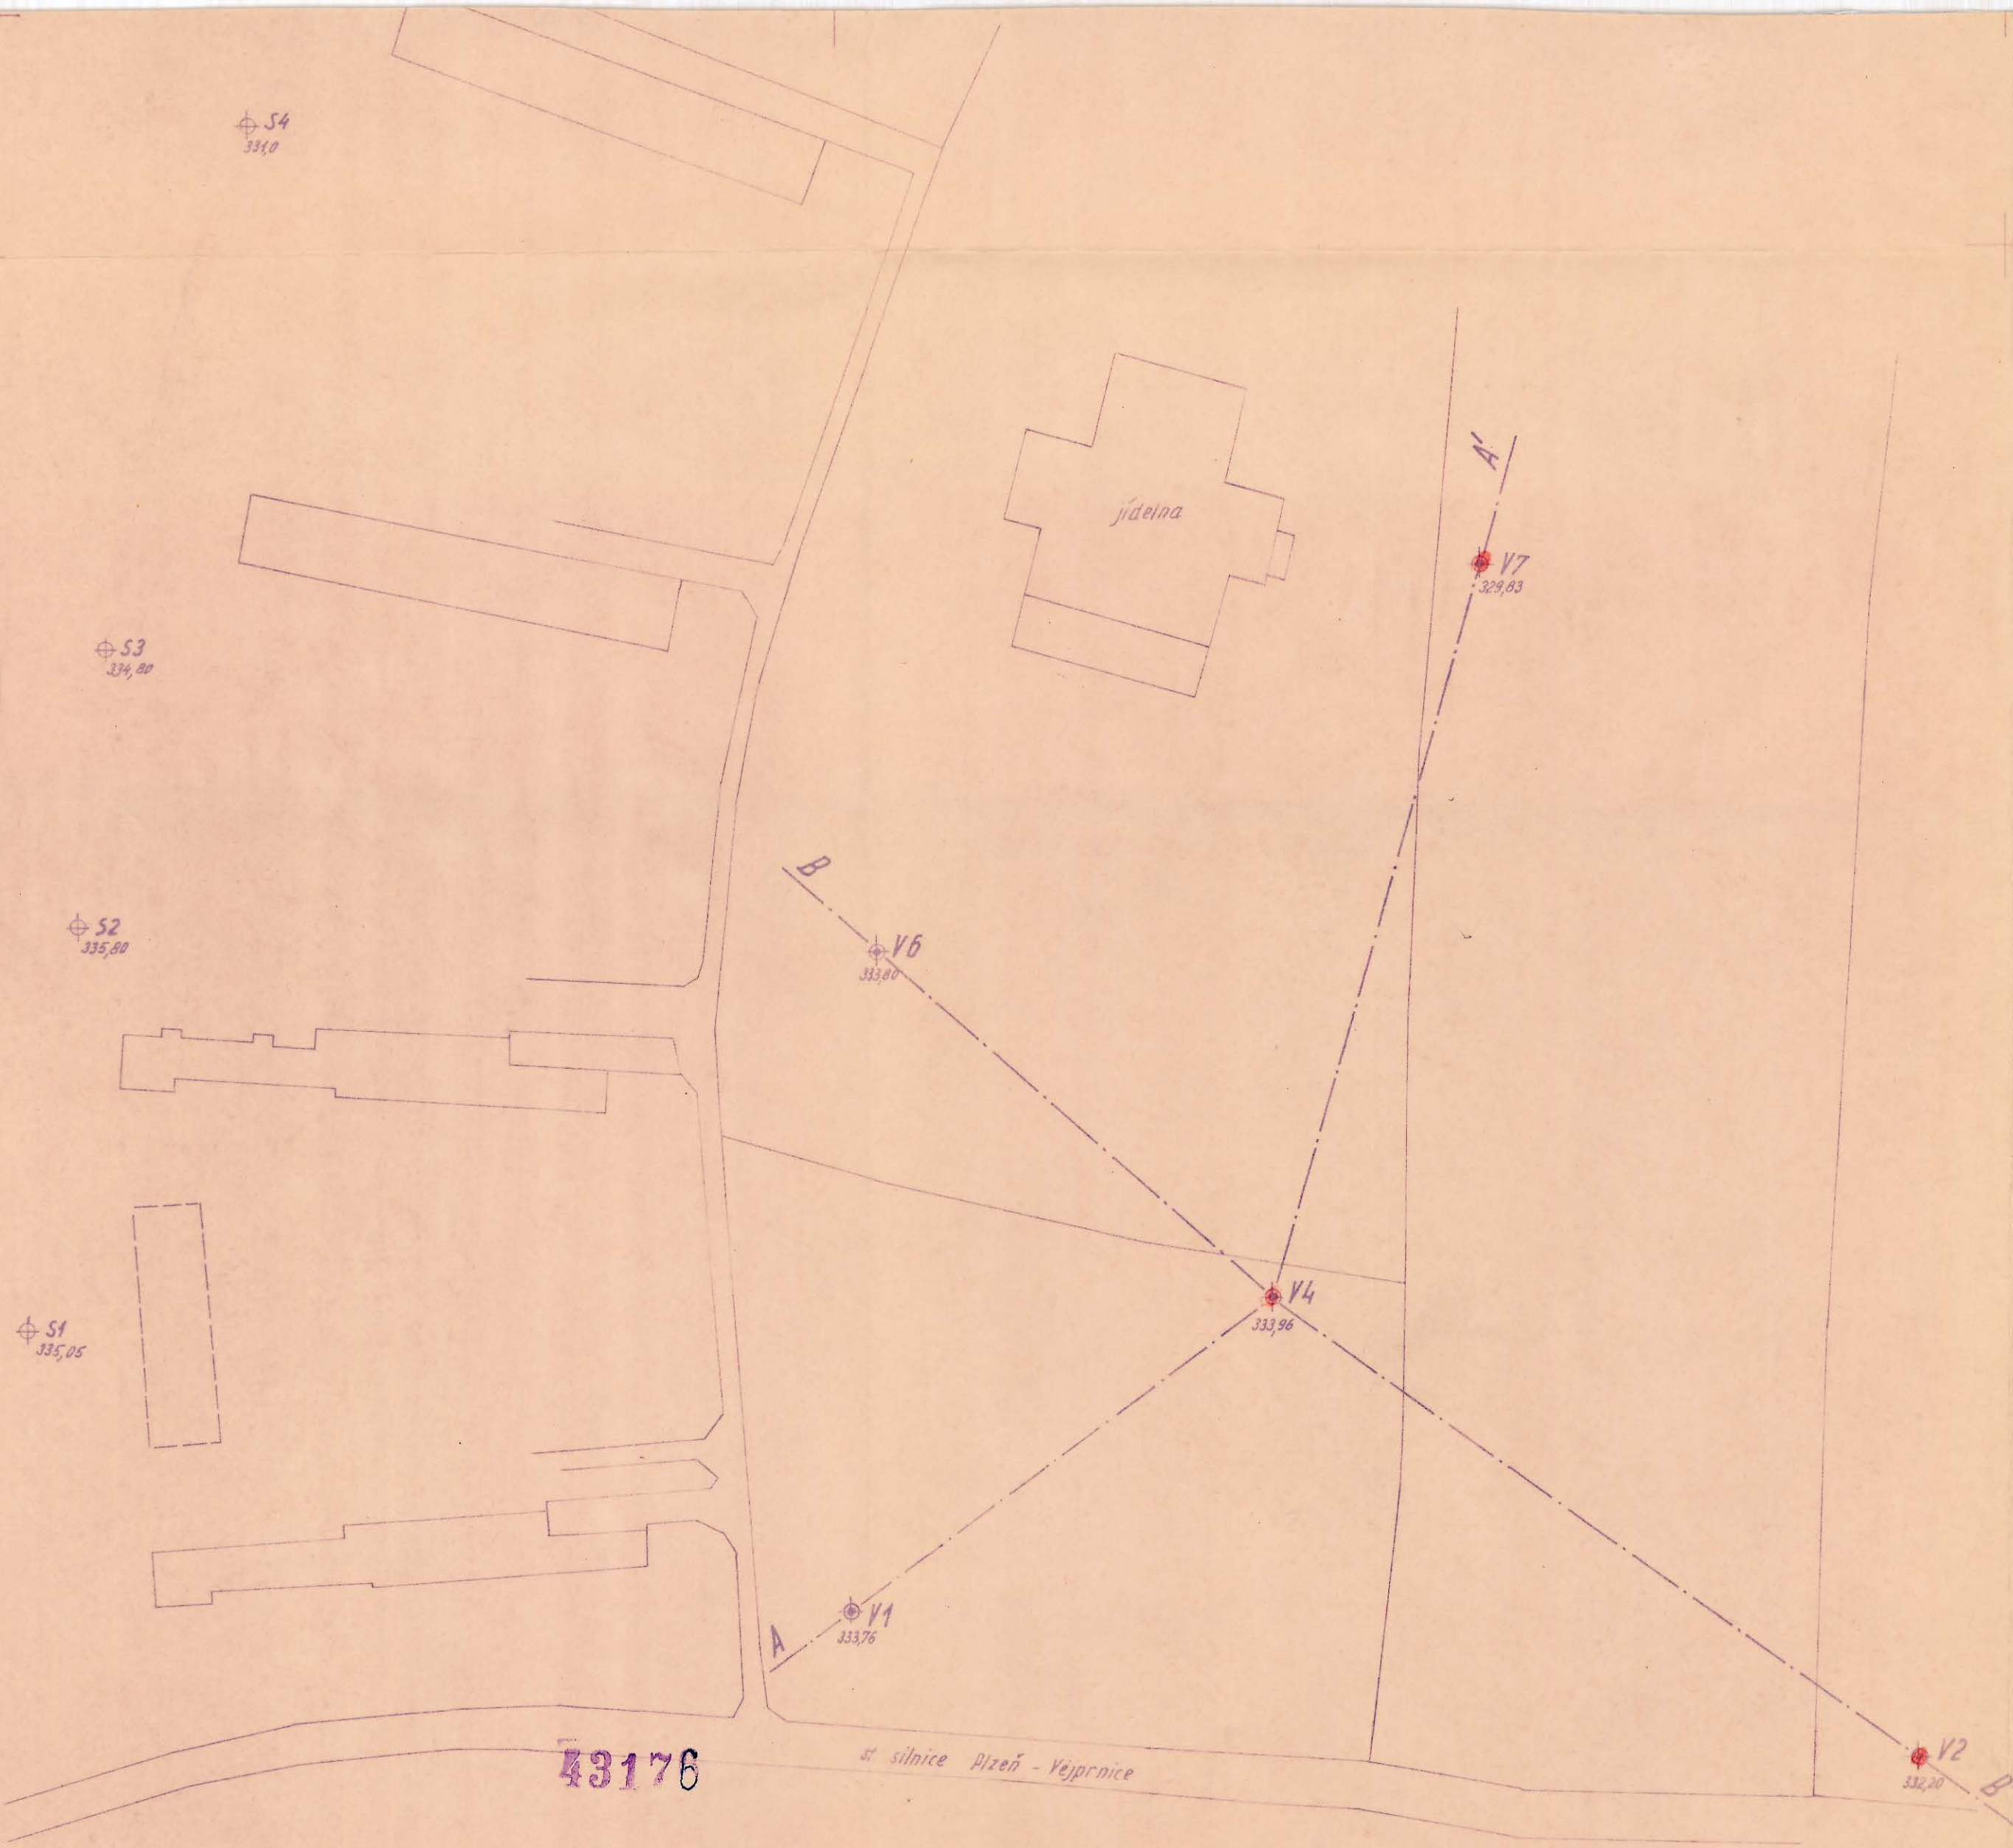 S4
331,0
A'
jídelna
V7
329,83
S3
334,80
B
S2
335,80
V6
333,80
V4
333,96
S1
335,05
V1
333,76
A
43176
st silnice Plzeň - Vejprnice
V2
332,20
B'